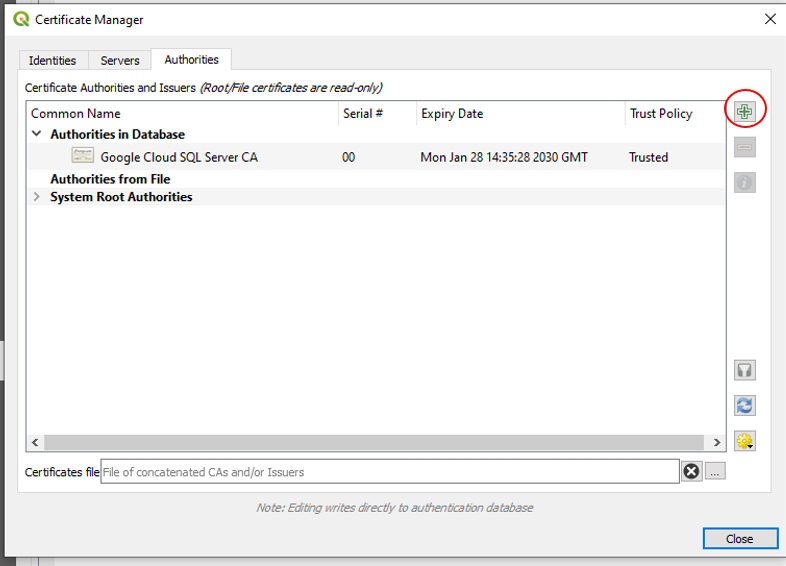 Certificate Manager
Identities Servers Authorities
Certificate Authorities and Issuers (Root/File certificates are read-only)
Common Name Serial # Expiry Date Trust Policy
Authorities in Database
Google Cloud SQL Server CA 00 Mon Jan 28 14:35:28 2030 GMT Trusted
Authorities from File
System Root Authorities
Certificates file File of concatenated CAs and/or Issuers ...
Note: Editing writes directly to authentication database
Close